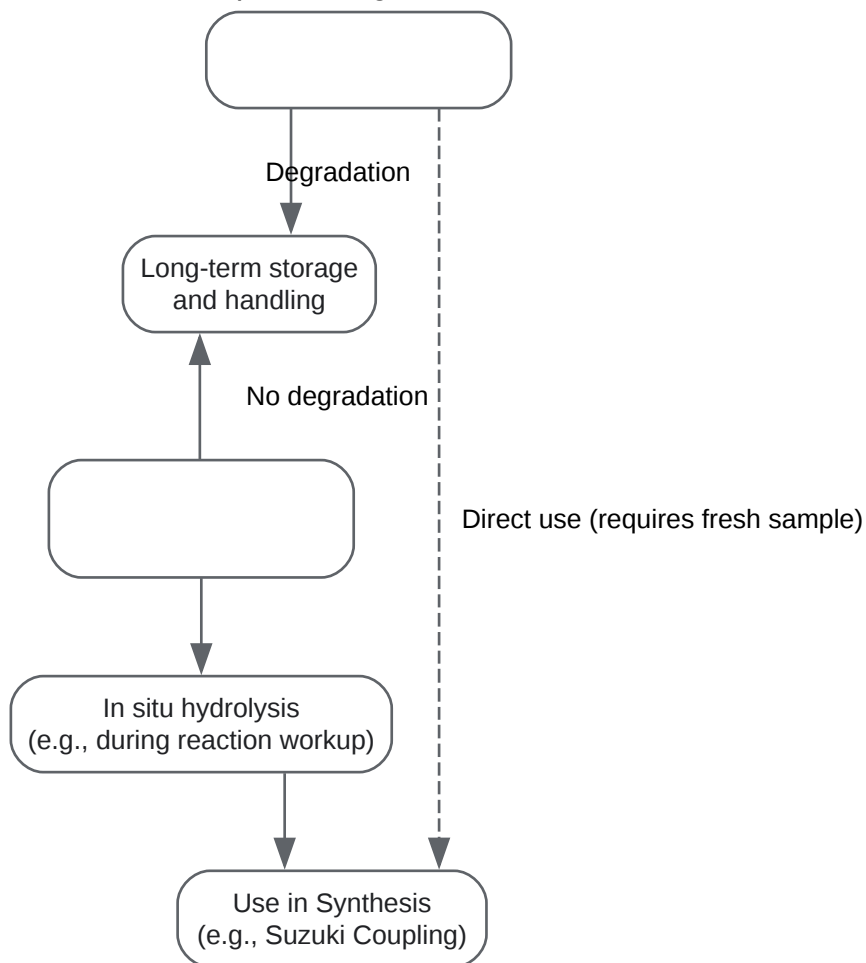 Degradation
Long-term storage
and handling
No degradation
Direct use (requires fresh sample)
In situ hydrolysis
(e.g., during reaction workup)
Use in Synthesis
(e.g., Suzuki Coupling)